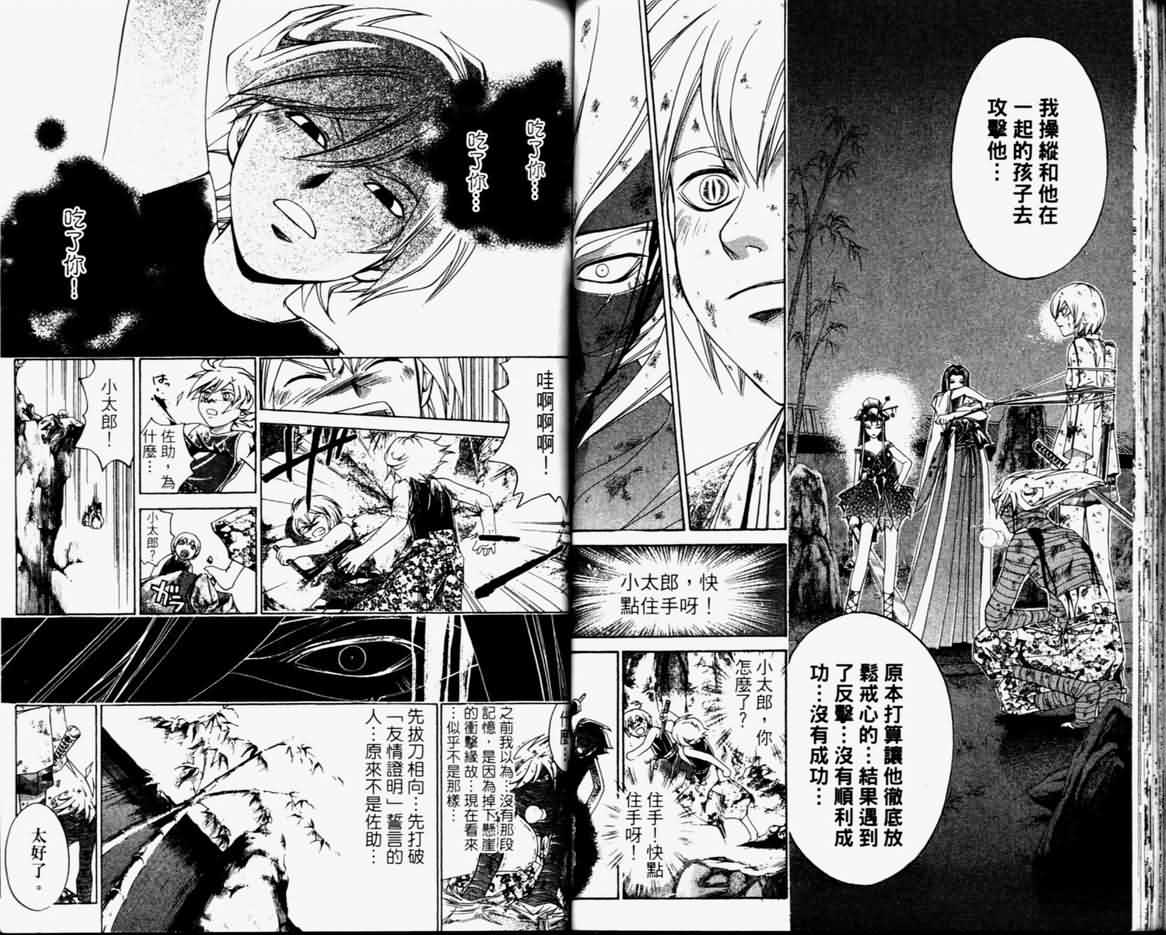 我操縱和他在
一起的孩子去
攻擊他…
原本打算讓他徹底放
鬆戒心的…結果遇到
了反擊…沒有順利成
功…沒有成功…
小太郎，快
點住手呀！
小太郎，你
怎麼了？
住手！快點
住手呀！
什麼…
吃了你…
吃了你…
吃了你！
哇啊啊啊！
佐助，為
什麼…
は、
小太郎？
ガラ
小太郎！
之前我以為…沒有那段
記憶，是因為掉下懸崖
的衝擊緣故…現在看來
…似乎不是那樣…
先拔刀相向…先打破
「友情證明」誓言的
人…原來不是佐助…
太好了。